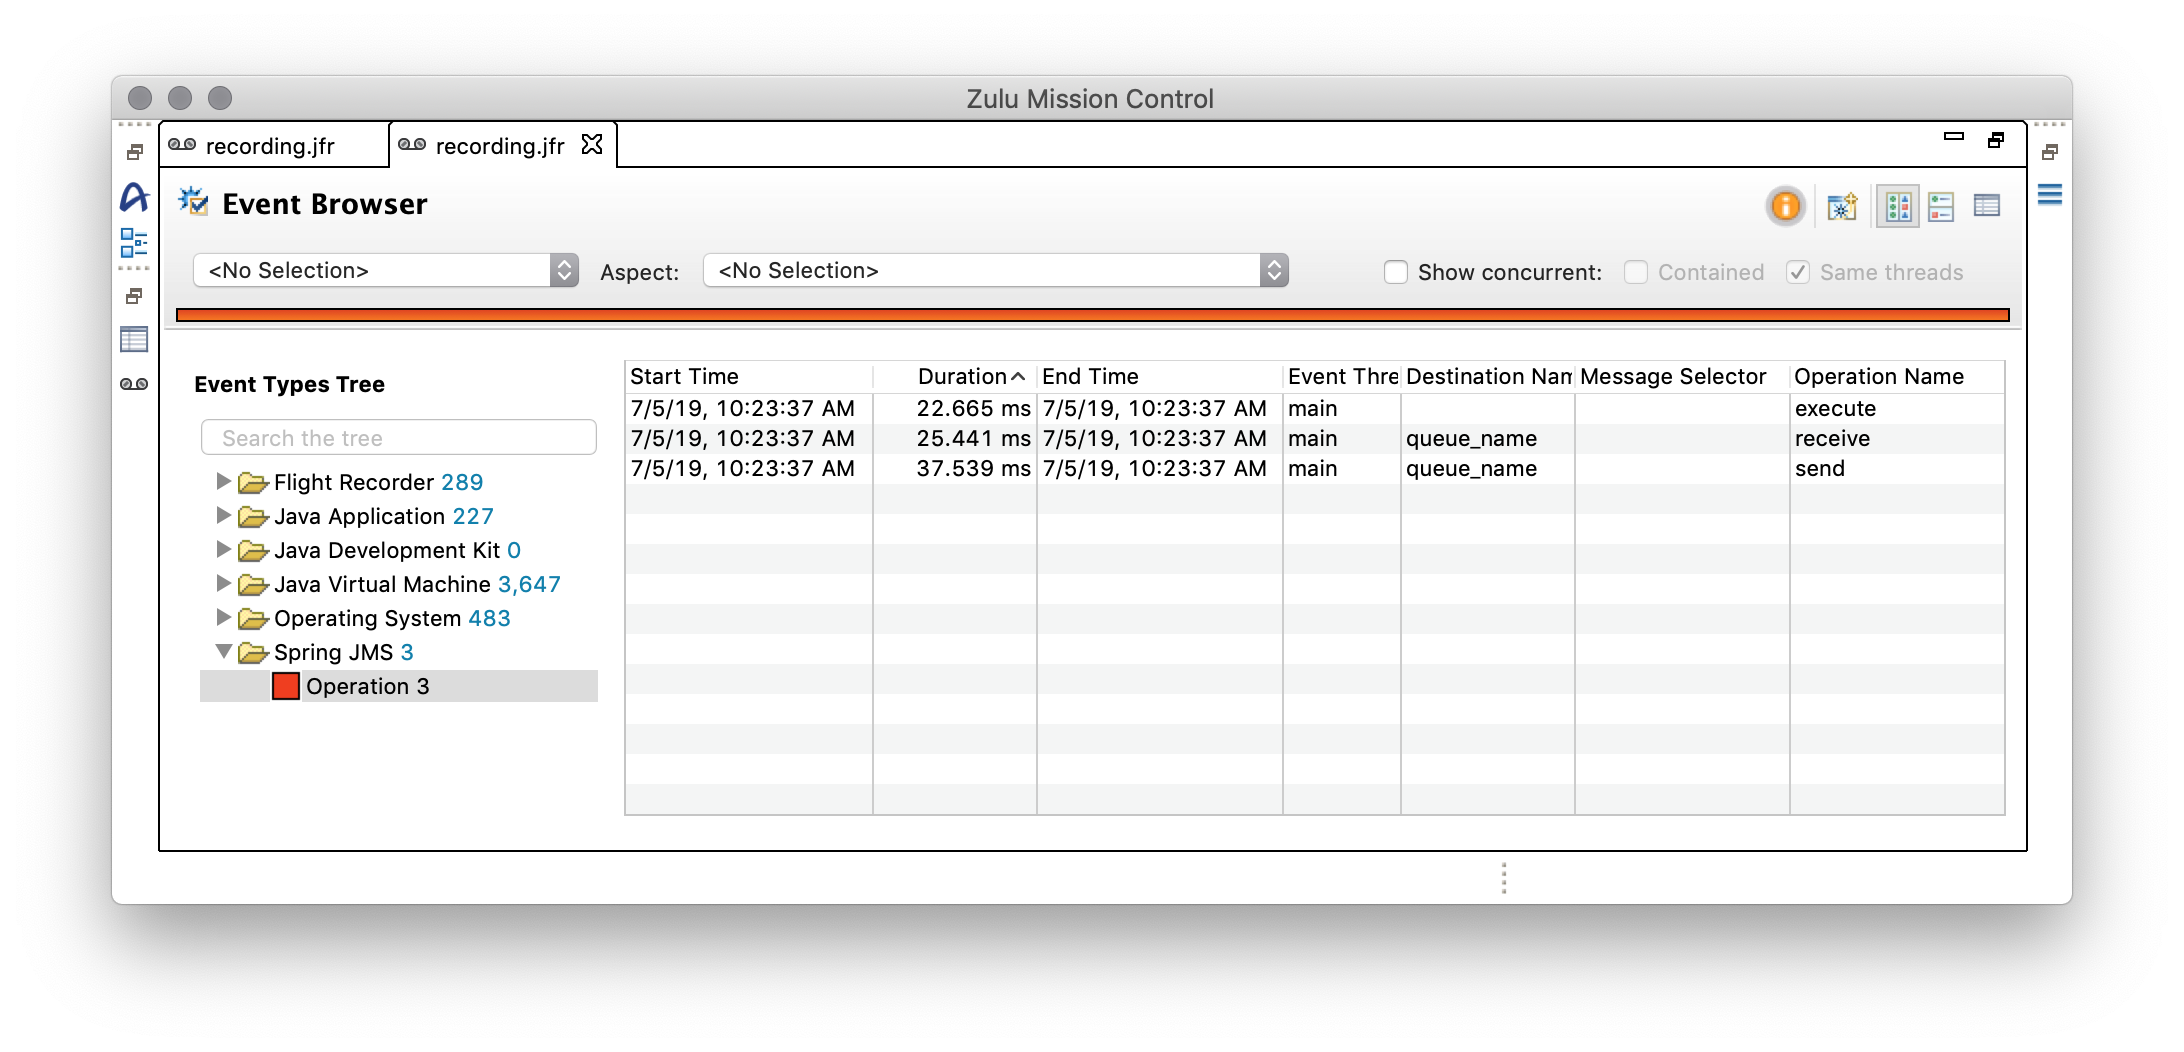 Zulu Mission Control
recording.jfr recording.jfr
Event Browser
<No Selection> Aspect: <No Selection> Show concurrent: Contained Same threads
Event Types Tree
Search the tree
Flight Recorder 289
Java Application 227
Java Development Kit 0
Java Virtual Machine 3,647
Operating System 483
Spring JMS 3
Operation 3
Start Time Duration End Time Event Thre Destination Nam Message Selector Operation Name
7/5/19, 10:23:37 AM 22.665 ms 7/5/19, 10:23:37 AM main execute
7/5/19, 10:23:37 AM 25.441 ms 7/5/19, 10:23:37 AM main queue_name receive
7/5/19, 10:23:37 AM 37.539 ms 7/5/19, 10:23:37 AM main queue_name send